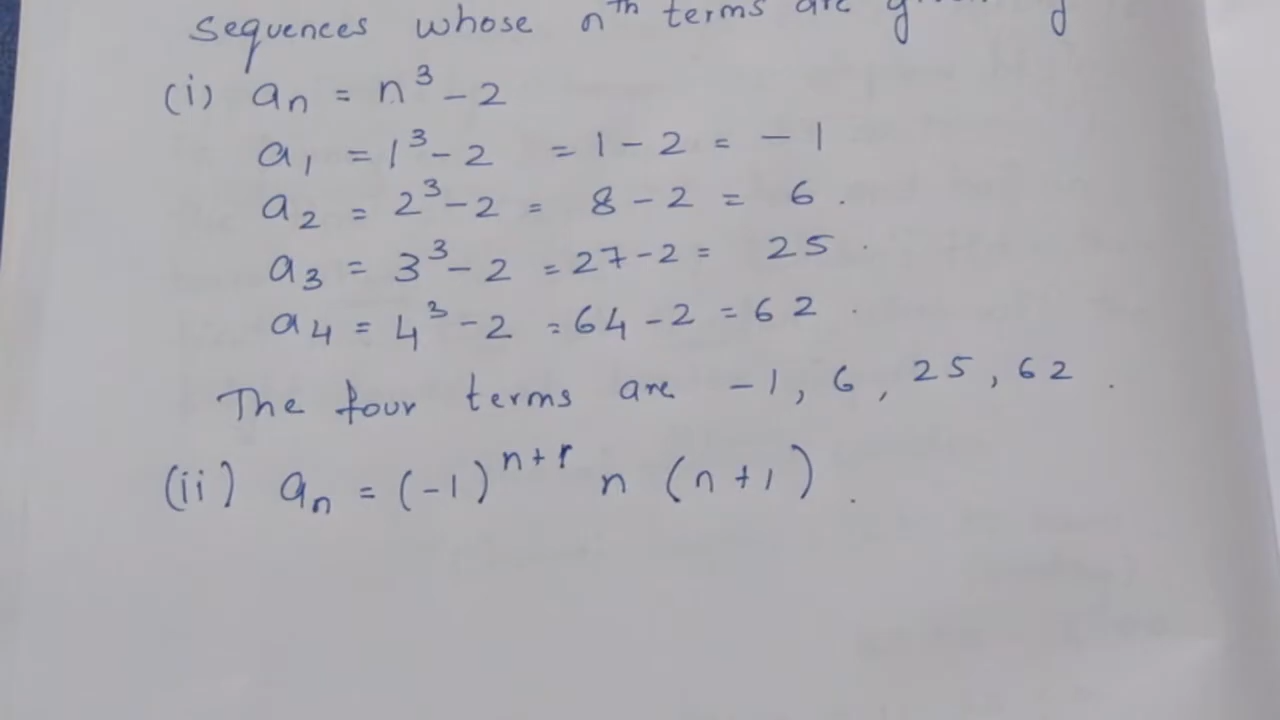 sequences whose nᵗʰ terms are
(i) aₙ = n³ - 2
a₁ = 1³ - 2 = 1 - 2 = - 1
a₂ = 2³ - 2 = 8 - 2 = 6 .
a₃ = 3³ - 2 = 27 - 2 = 25 .
a₄ = 4³ - 2 = 64 - 2 = 62 .
The four terms are -1, 6, 25, 62 .
(ii) aₙ = (-1)ⁿ⁺¹ n (n+1) .